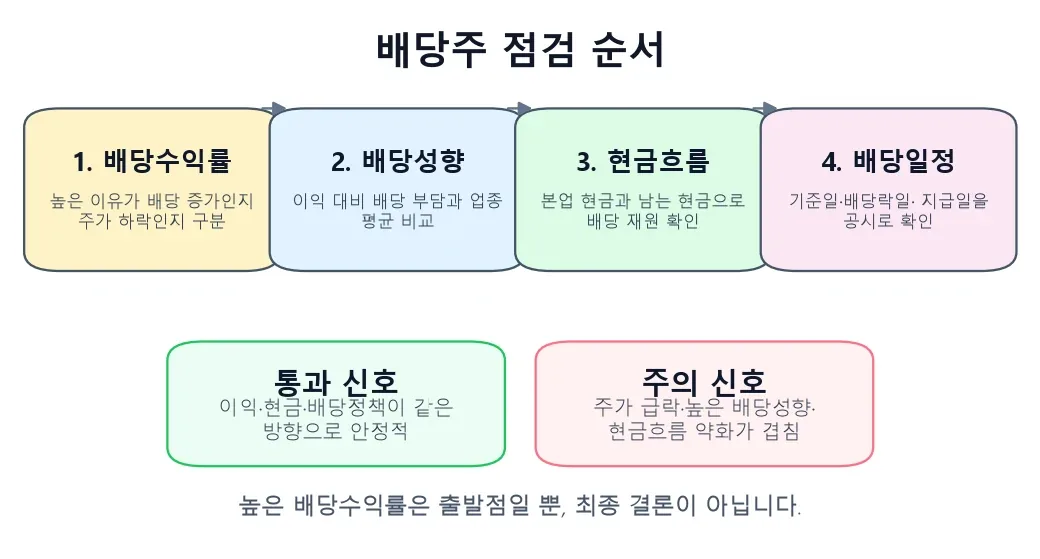 배당주 점검 순서
1. 배당수익률
높은 이유가 배당 증가인지
주가 하락인지 구분
2. 배당성향
이익 대비 배당 부담과 업종
평균 비교
3. 현금흐름
본업 현금과 남는 현금으로
배당 재원 확인
4. 배당일정
기준일·배당락일· 지급일을
공시로 확인
통과 신호
이익·현금·배당정책이 같은
방향으로 안정적
주의 신호
주가 급락·높은 배당성향·
현금흐름 약화가 겹침
높은 배당수익률은 출발점일 뿐, 최종 결론이 아닙니다.